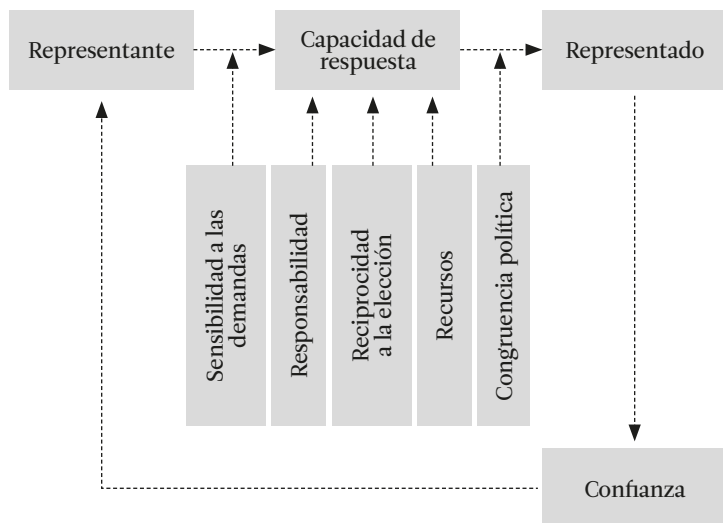 Representante
Capacidad de
respuesta
Representado
Sensibilidad a las
demandas
Responsabilidad
Reciprocidad
a la elección
Recursos
Congruencia política
Confianza